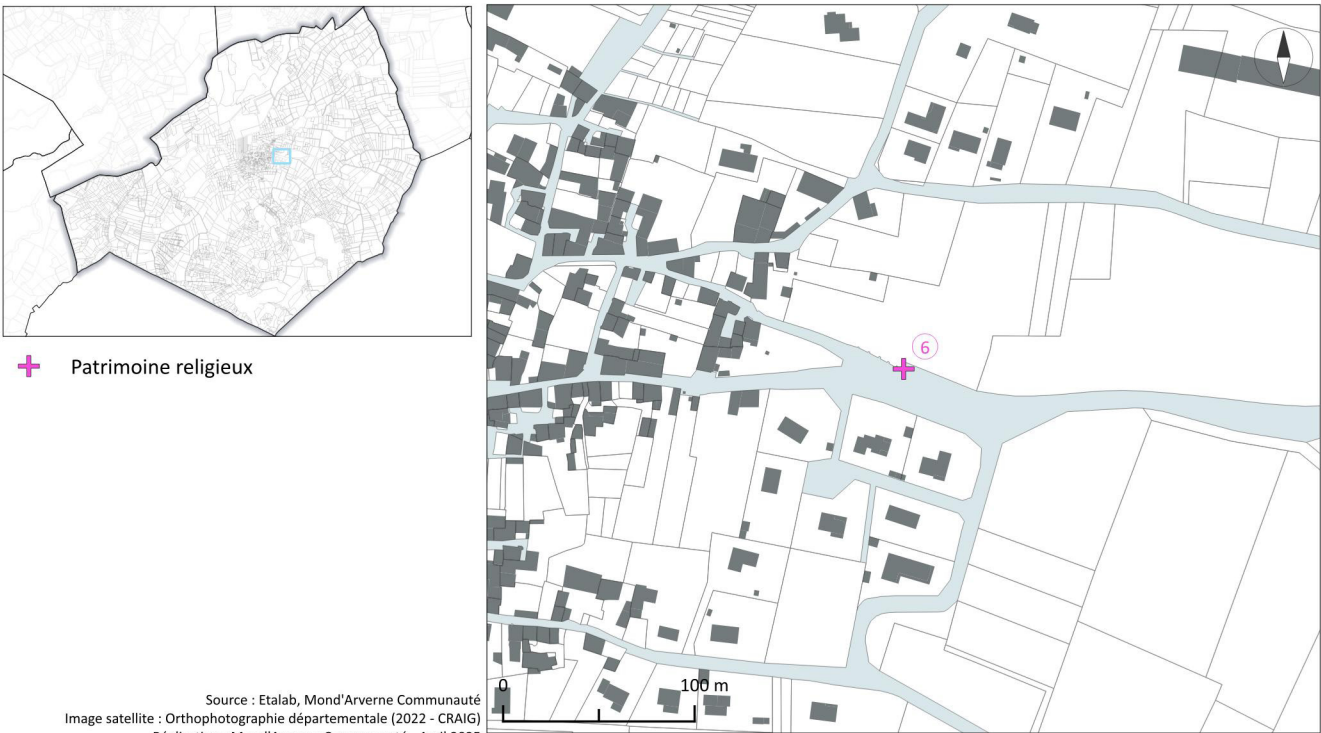 Patrimoine religieux
6
0 100 m
Source : Etalab, Mond'Arverne Communauté
Image satellite : Orthophotographie départementale (2022 - CRAIG)